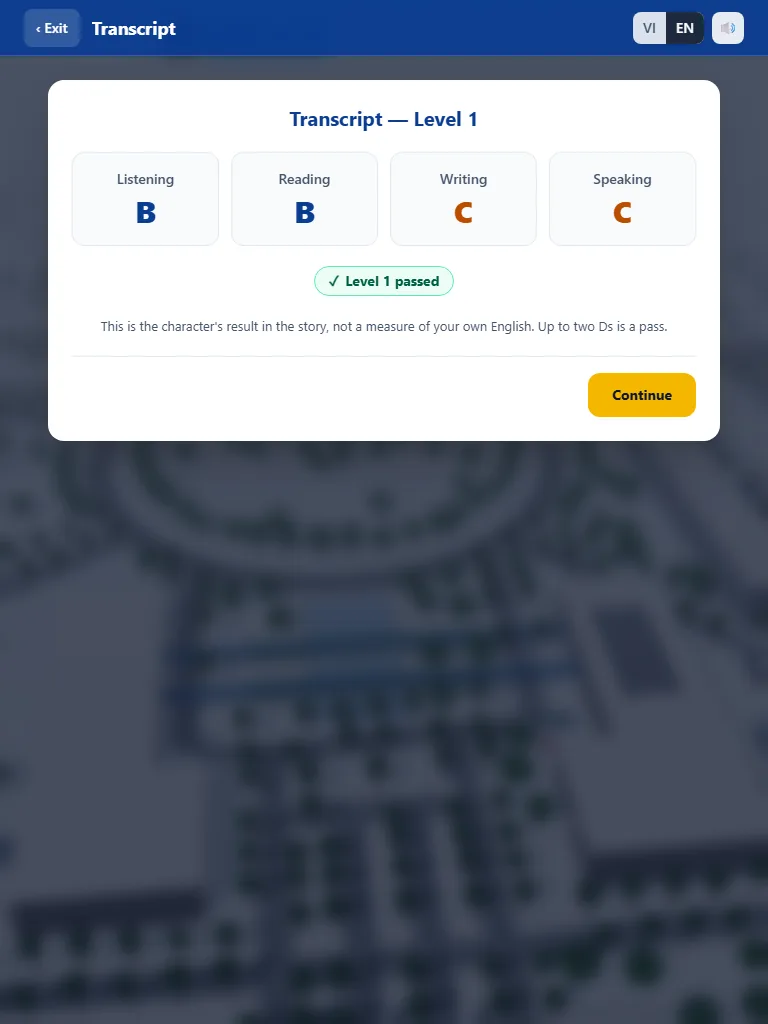 ‹ Exit
Transcript
VI
EN
Transcript — Level 1
Listening
B
Reading
B
Writing
C
Speaking
C
✓ Level 1 passed
This is the character's result in the story, not a measure of your own English. Up to two Ds is a pass.
Continue